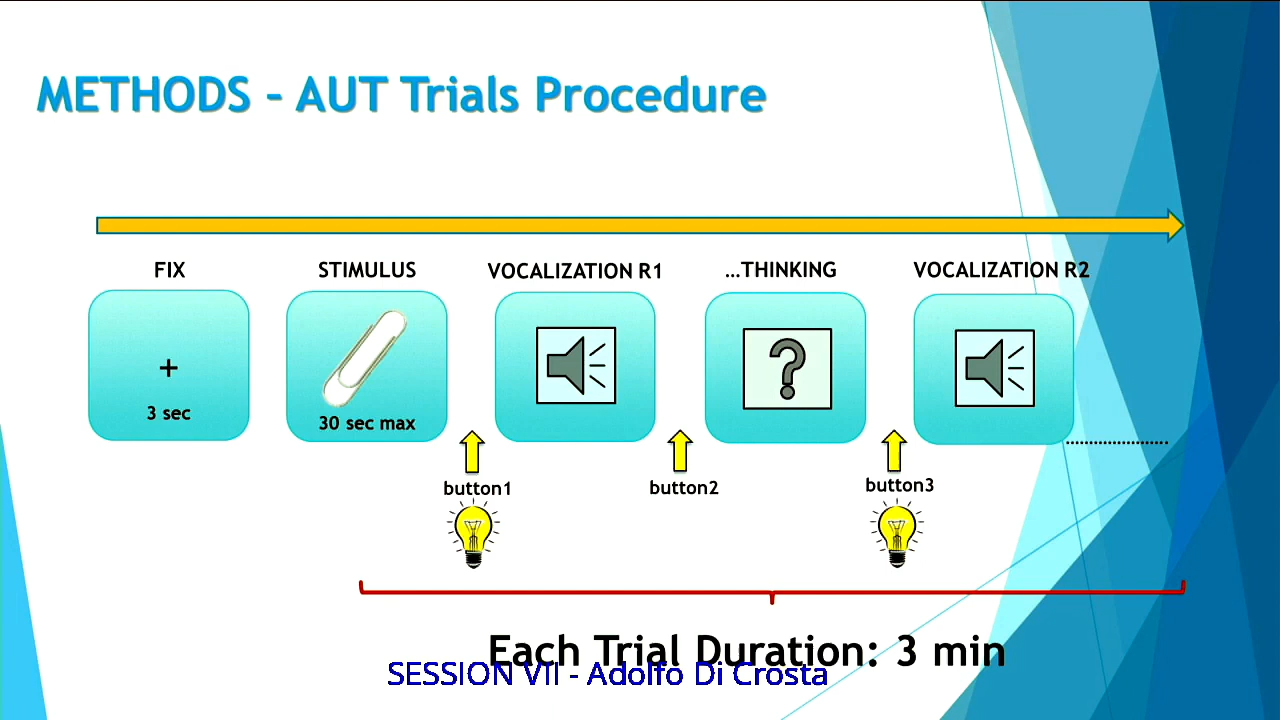 METHODS – AUT Trials Procedure
FIX
STIMULUS
VOCALIZATION R1
...THINKING
VOCALIZATION R2
+
3 sec
30 sec max
?
......................
button1
button2
button3
Each Trial Duration: 3 min
SESSION VII - Adolfo Di Crosta